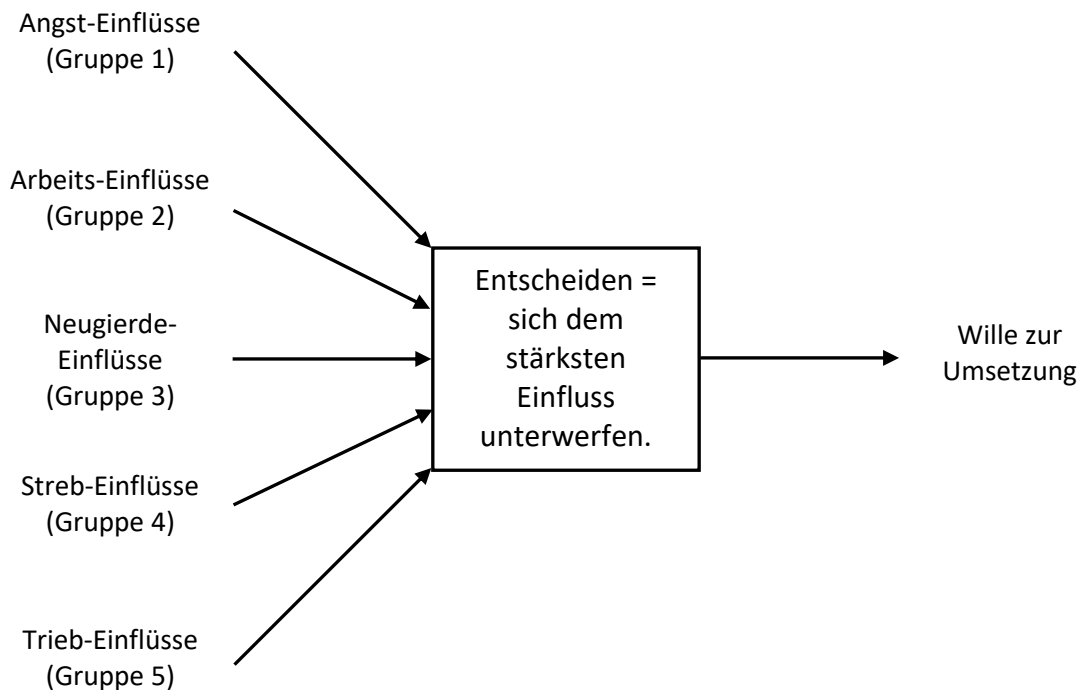 Angst-Einflüsse
(Gruppe 1)
Arbeits-Einflüsse
(Gruppe 2)
Neugierde-
Einflüsse
(Gruppe 3)
Streb-Einflüsse
(Gruppe 4)
Trieb-Einflüsse
(Gruppe 5)
Entscheiden =
sich dem
stärksten
Einfluss
unterwerfen.
Wille zur
Umsetzung